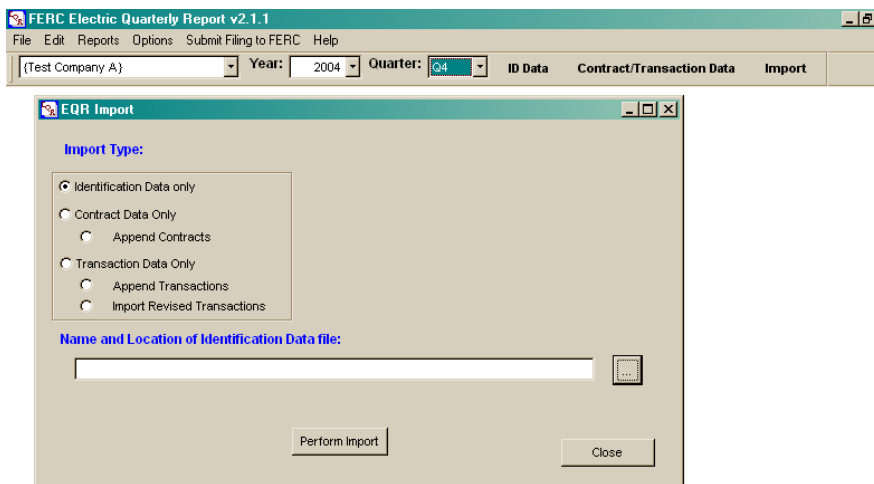 FERC Electric Quarterly Report v2.1.1
File Edit Reports Options Submit Filing to FERC Help
{Test Company A} Year: 2004 Quarter: Q4 ID Data Contract/Transaction Data Import
EQR Import
Import Type:
Identification Data only
Contract Data Only
Append Contracts
Transaction Data Only
Append Transactions
Import Revised Transactions
Name and Location of Identification Data file:
...
Perform Import
Close